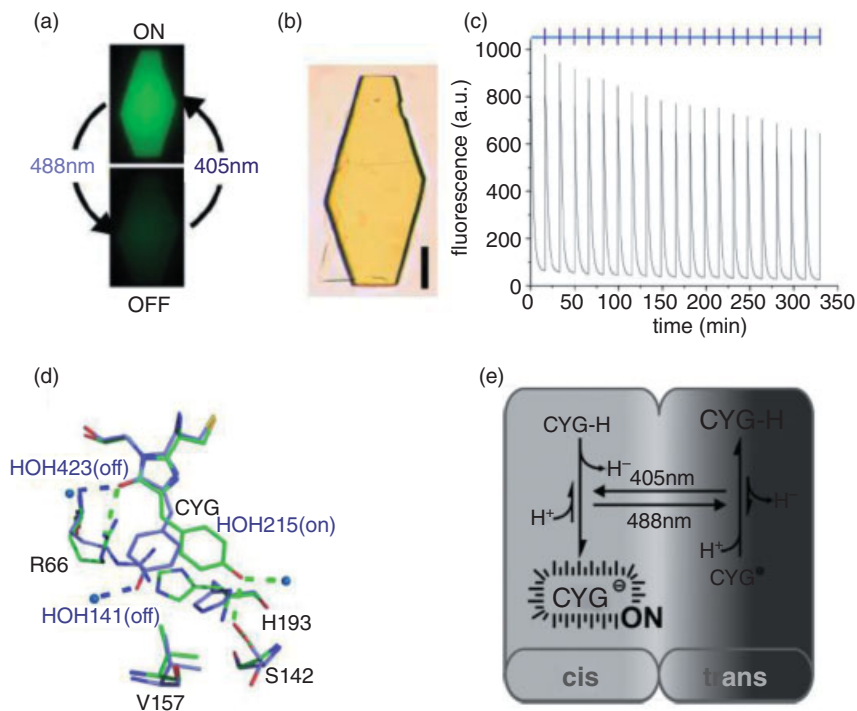 (a)
ON
488nm
405nm
OFF
(b)
(c)
1000
800
600
400
200
0
fluorescence (a.u.)
0 50 100 150 200 250 300 350
time (min)
(d)
HOH423(off)
CYG
HOH215(on)
R66
HOH141(off)
H193
S142
V157
(e)
CYG-H
CYG-H
H⁻
405nm
H⁻
H⁺
488nm
H⁺
CYG
CYG ⊖
ON
cis
trans